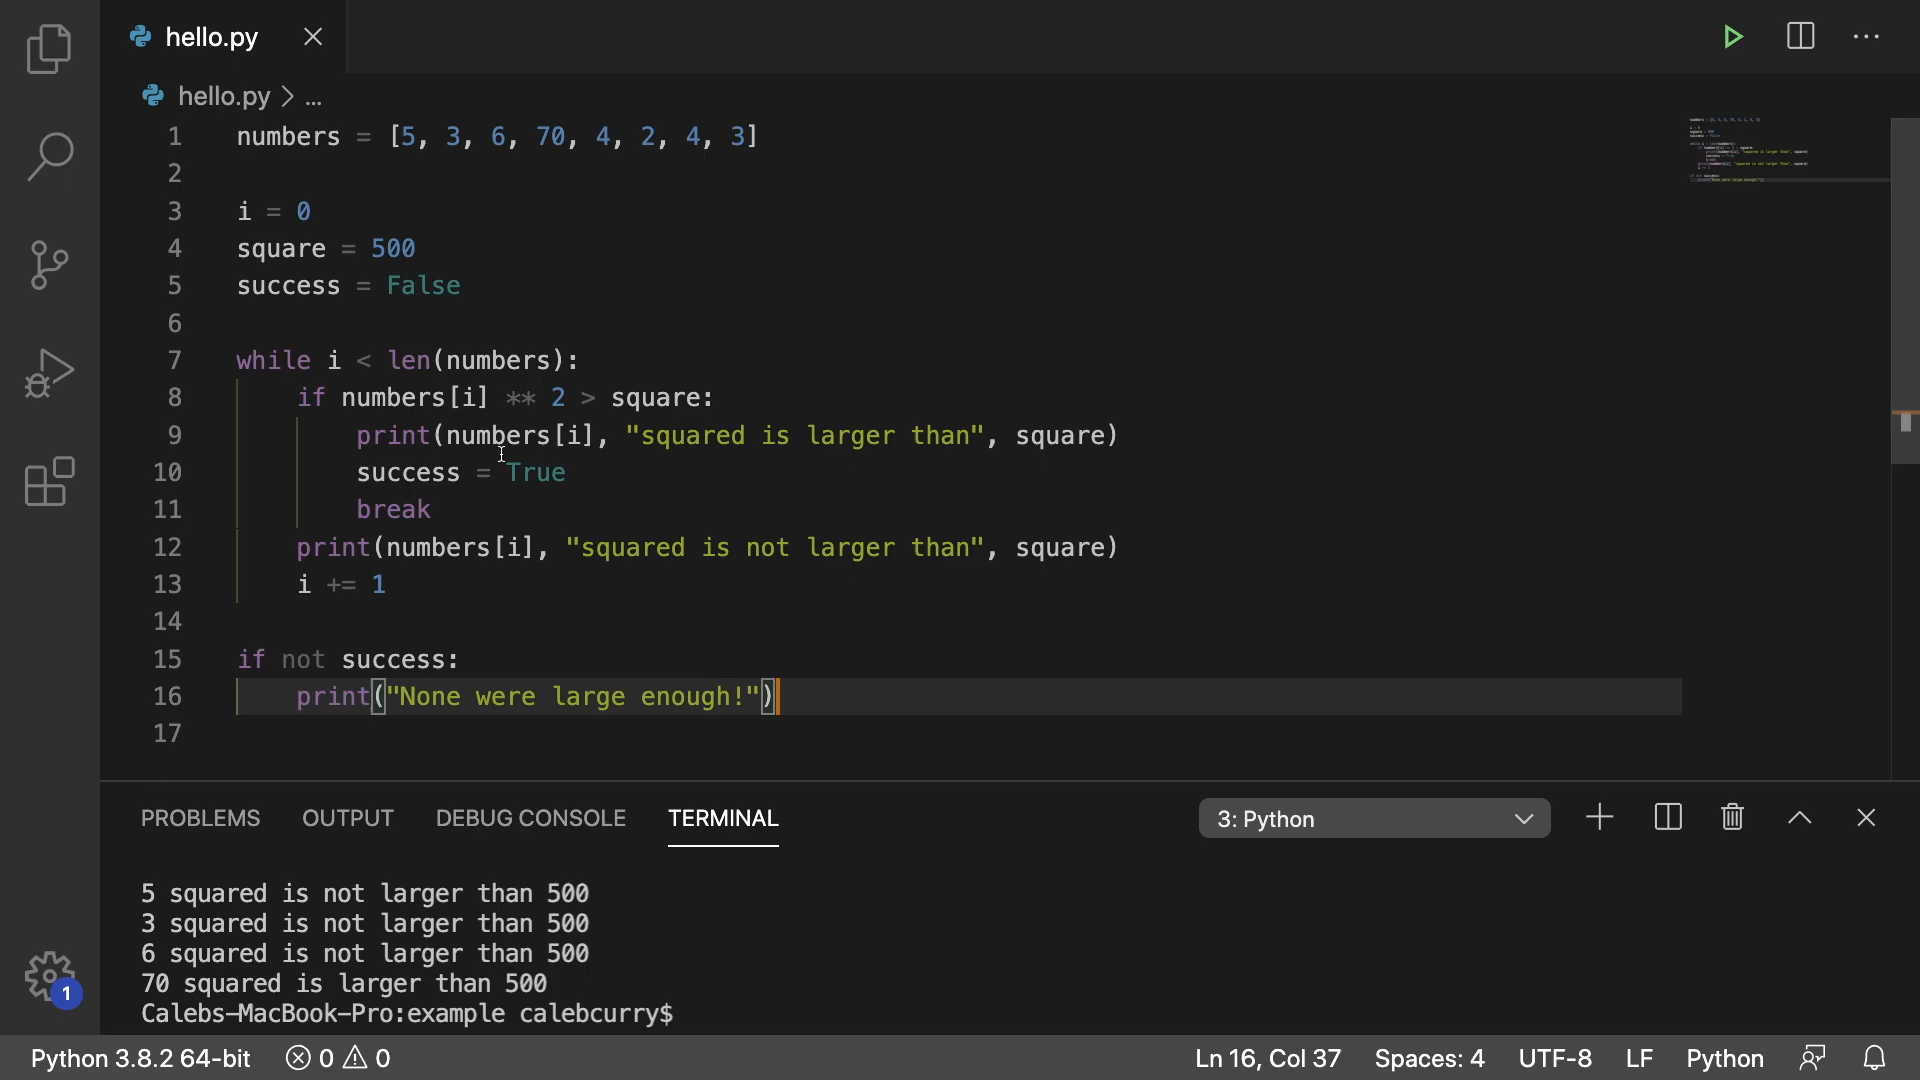 hello.py
hello.py > ...
1 numbers = [5, 3, 6, 70, 4, 2, 4, 3]
2
3 i = 0
4 square = 500
5 success = False
6
7 while i < len(numbers):
8 if numbers[i] ** 2 > square:
9 print(numbers[i], "squared is larger than", square)
10 success = True
11 break
12 print(numbers[i], "squared is not larger than", square)
13 i += 1
14
15 if not success:
16 print("None were large enough!")
17
PROBLEMS OUTPUT DEBUG CONSOLE TERMINAL 3: Python
5 squared is not larger than 500
3 squared is not larger than 500
6 squared is not larger than 500
70 squared is larger than 500
Calebs-MacBook-Pro:example calebcurry$
1
Python 3.8.2 64-bit 0 0 Ln 16, Col 37 Spaces: 4 UTF-8 LF Python